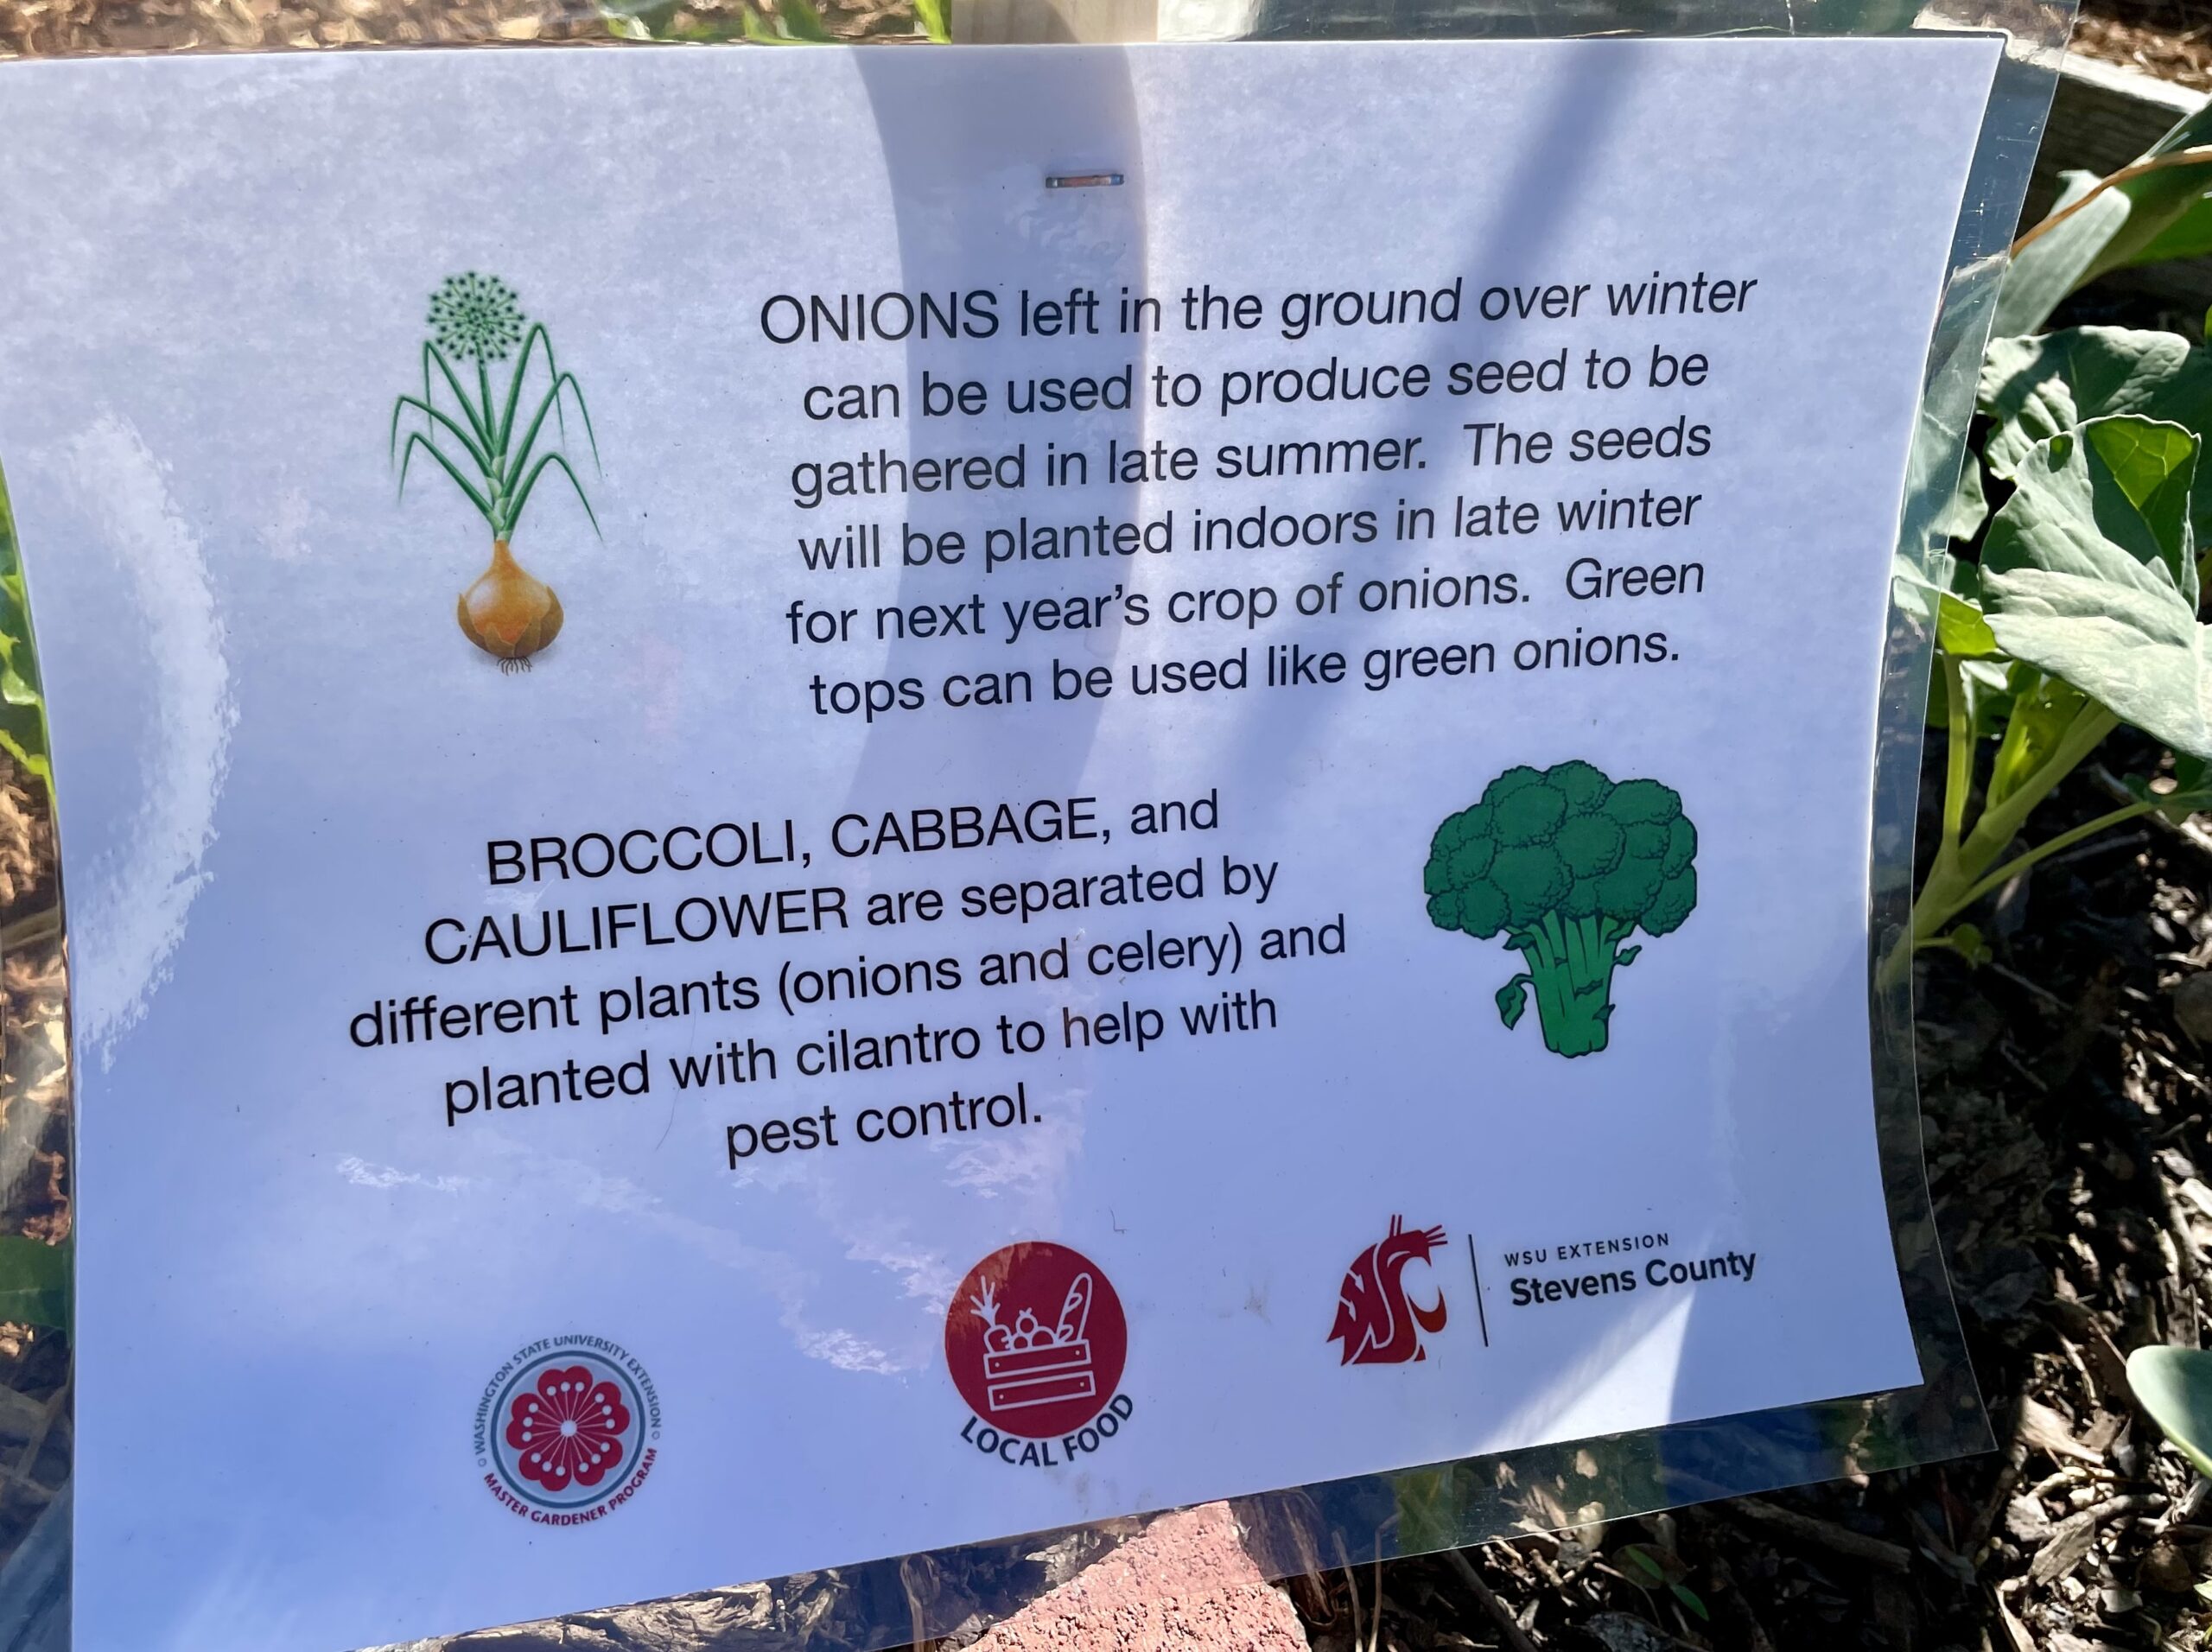 ONIONS left in the ground over winter
can be used to produce seed to be
gathered in late summer. The seeds
will be planted indoors in late winter
for next year's crop of onions. Green
tops can be used like green onions.
BROCCOLI, CABBAGE, and
CAULIFLOWER are separated by
different plants (onions and celery) and
planted with cilantro to help with
pest control.
WASHINGTON STATE UNIVERSITY EXTENSION
MASTER GARDENER PROGRAM
LOCAL FOOD
WSU EXTENSION
Stevens County